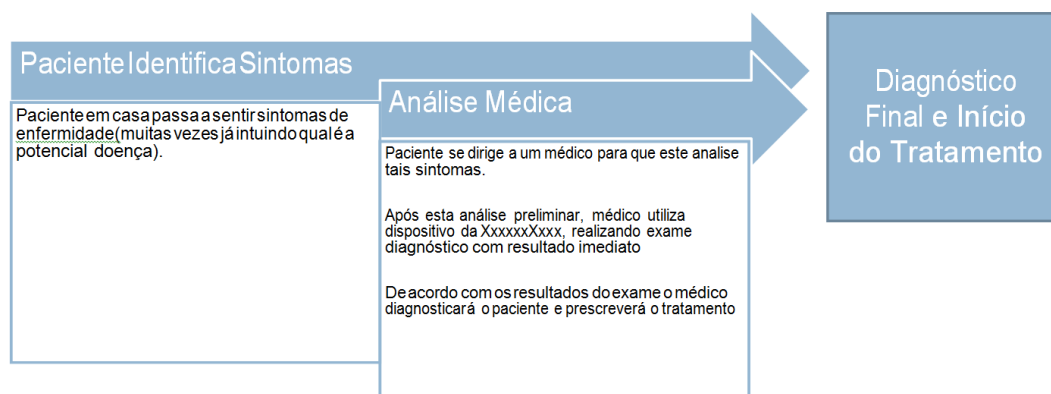 Paciente Identifica Sintomas
Paciente em casa passa a sentir sintomas de
enfermidade(muitas vezes já intuindo qual é a
potencial doença).
Análise Médica
Paciente se dirige a um médico para que este analise
tais sintomas.
Após esta análise preliminar, médico utiliza
dispositivo da XxxxxxXxxx, realizando exame
diagnóstico com resultado imediato
De acordo com os resultados do exame o médico
diagnosticará o paciente e prescreverá o tratamento
Diagnóstico
Final e Início
do Tratamento